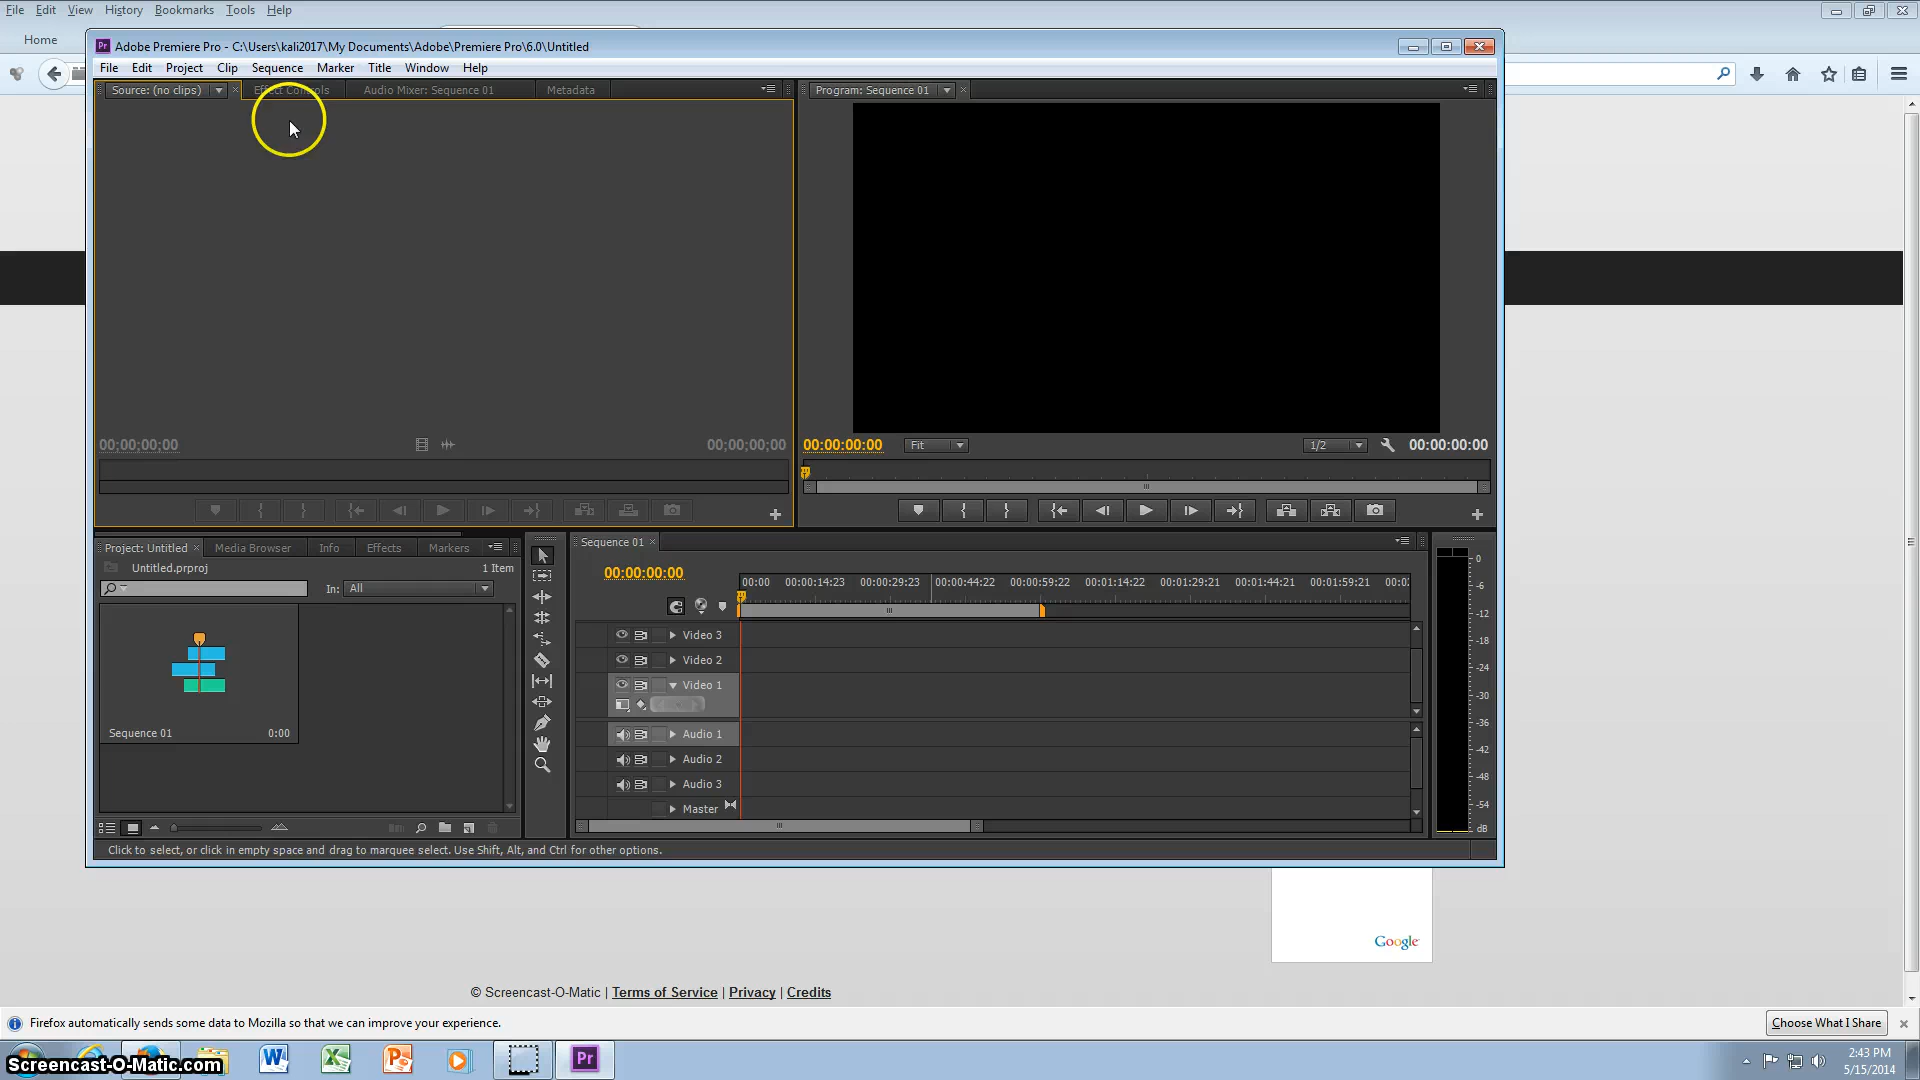 File Edit View History Bookmarks Tools Help
Home
Pr Adobe Premiere Pro - C:\Users\kali2017\My Documents\Adobe\Premiere Pro\6.0\Untitled
File Edit Project Clip Sequence Marker Title Window Help
Source: (no clips) Effect Controls Audio Mixer: Sequence 01 Metadata
Program: Sequence 01
00;00;00;00 00;00;00;00
00:00:00:00 Fit 1/2 00:00:00:00
Project: Untitled Media Browser Info Effects Markers
Untitled.prproj 1 Item
In: All
Sequence 01 0:00
Sequence 01
00:00:00:00
00:00 00:00:14:23 00:00:29:23 00:00:44:22 00:00:59:22 00:01:14:22 00:01:29:21 00:01:44:21 00:01:59:21 00:0
Video 3
Video 2
Video 1
Audio 1
Audio 2
Audio 3
Master
0
-6
-12
-18
-24
-30
-36
-42
-48
-54
dB
Click to select, or click in empty space and drag to marquee select. Use Shift, Alt, and Ctrl for other options.
Google
© Screencast-O-Matic | Terms of Service | Privacy | Credits
Firefox automatically sends some data to Mozilla so that we can improve your experience.
Choose What I Share
Screencast-O-Matic.com
Pr
2:43 PM
5/15/2014